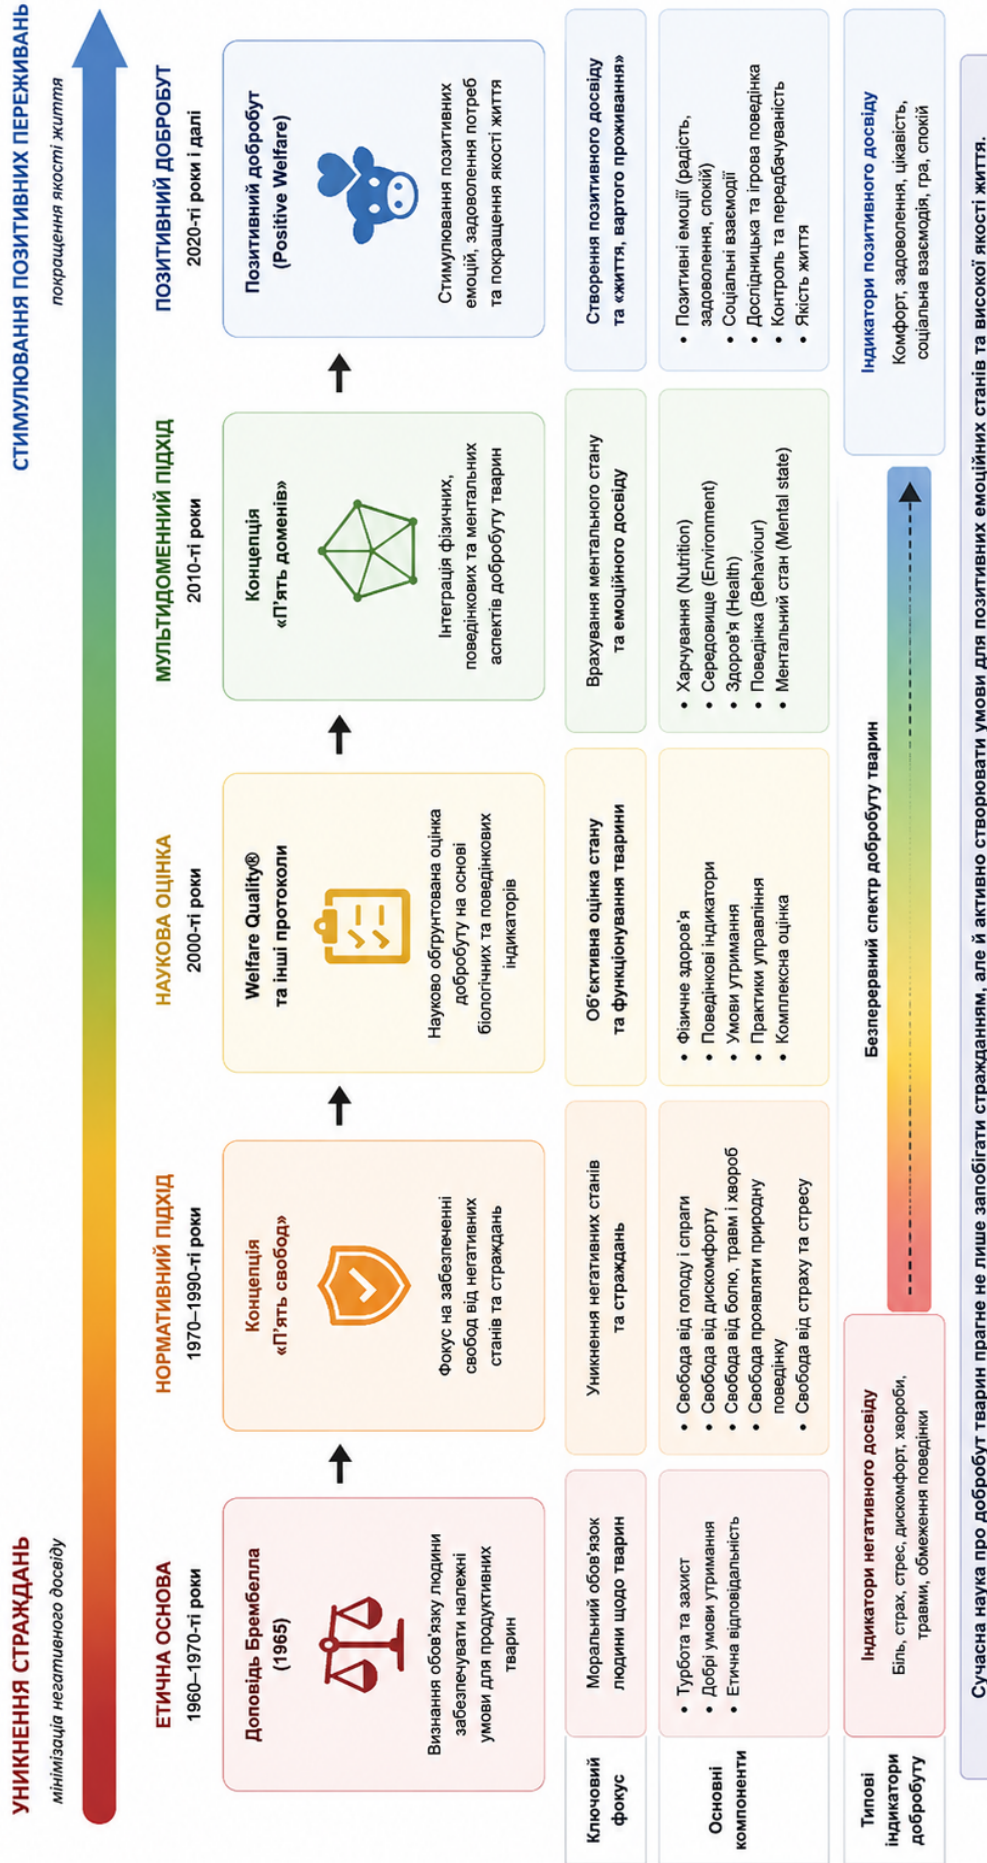 УНИКНЕННЯ СТРАЖДАНЬ
мінімізація негативного досвіду
СТИМУЛЮВАННЯ ПОЗИТИВНИХ ПЕРЕЖИВАНЬ
покращення якості життя
ЕТИЧНА ОСНОВА
1960–1970-ті роки
НОРМАТИВНИЙ ПІДХІД
1970–1990-ті роки
НАУКОВА ОЦІНКА
2000-ті роки
МУЛЬТИДОМЕННИЙ ПІДХІД
2010-ті роки
ПОЗИТИВНИЙ ДОБРОБУТ
2020-ті роки і далі
Доповідь Брембелла
(1965)
Визнання обов'язку людини
забезпечувати належні
умови для продуктивних
тварин
Концепція
«П'ять свобод»
Фокус на забезпеченні
свобод від негативних
станів та страждань
Welfare Quality®
та інші протоколи
Науково обґрунтована оцінка
добробуту на основі
біологічних та поведінкових
індикаторів
Концепція
«П'ять доменів»
Інтеграція фізичних,
поведінкових та ментальних
аспектів добробуту тварин
Позитивний добробут
(Positive Welfare)
Стимулювання позитивних
емоцій, задоволення потреб
та покращення якості життя
Ключовий
фокус
Моральний обов'язок
людини щодо тварин
Уникнення негативних станів
та страждань
Об'єктивна оцінка стану
та функціонування тварини
Врахування ментального стану
та емоційного досвіду
Створення позитивного досвіду
та «життя, вартого проживання»
Основні
компоненти
• Турбота та захист
• Добрі умови утримання
• Етична відповідальність
• Свобода від голоду і спраги
• Свобода від дискомфорту
• Свобода від болю, травм і хвороб
• Свобода проявляти природну
поведінку
• Свобода від страху та стресу
• Фізичне здоров'я
• Поведінкові індикатори
• Умови утримання
• Практики управління
• Комплексна оцінка
• Харчування (Nutrition)
• Середовище (Environment)
• Здоров'я (Health)
• Поведінка (Behaviour)
• Ментальний стан (Mental state)
• Позитивні емоції (радість,
задоволення, спокій)
• Соціальні взаємодії
• Дослідницька та ігрова поведінка
• Контроль та передбачуваність
• Якість життя
Типові
індикатори
добробуту
Індикатори негативного досвіду
Біль, страх, стрес, дискомфорт, хвороби,
травми, обмеження поведінки
Безперервний спектр добробуту тварин
Індикатори позитивного досвіду
Комфорт, задоволення, цікавість,
соціальна взаємодія, гра, спокій
Сучасна наука про добробут тварин прагне не лише запобігати стражданням, але й активно створювати умови для позитивних емоційних станів та високої якості життя.